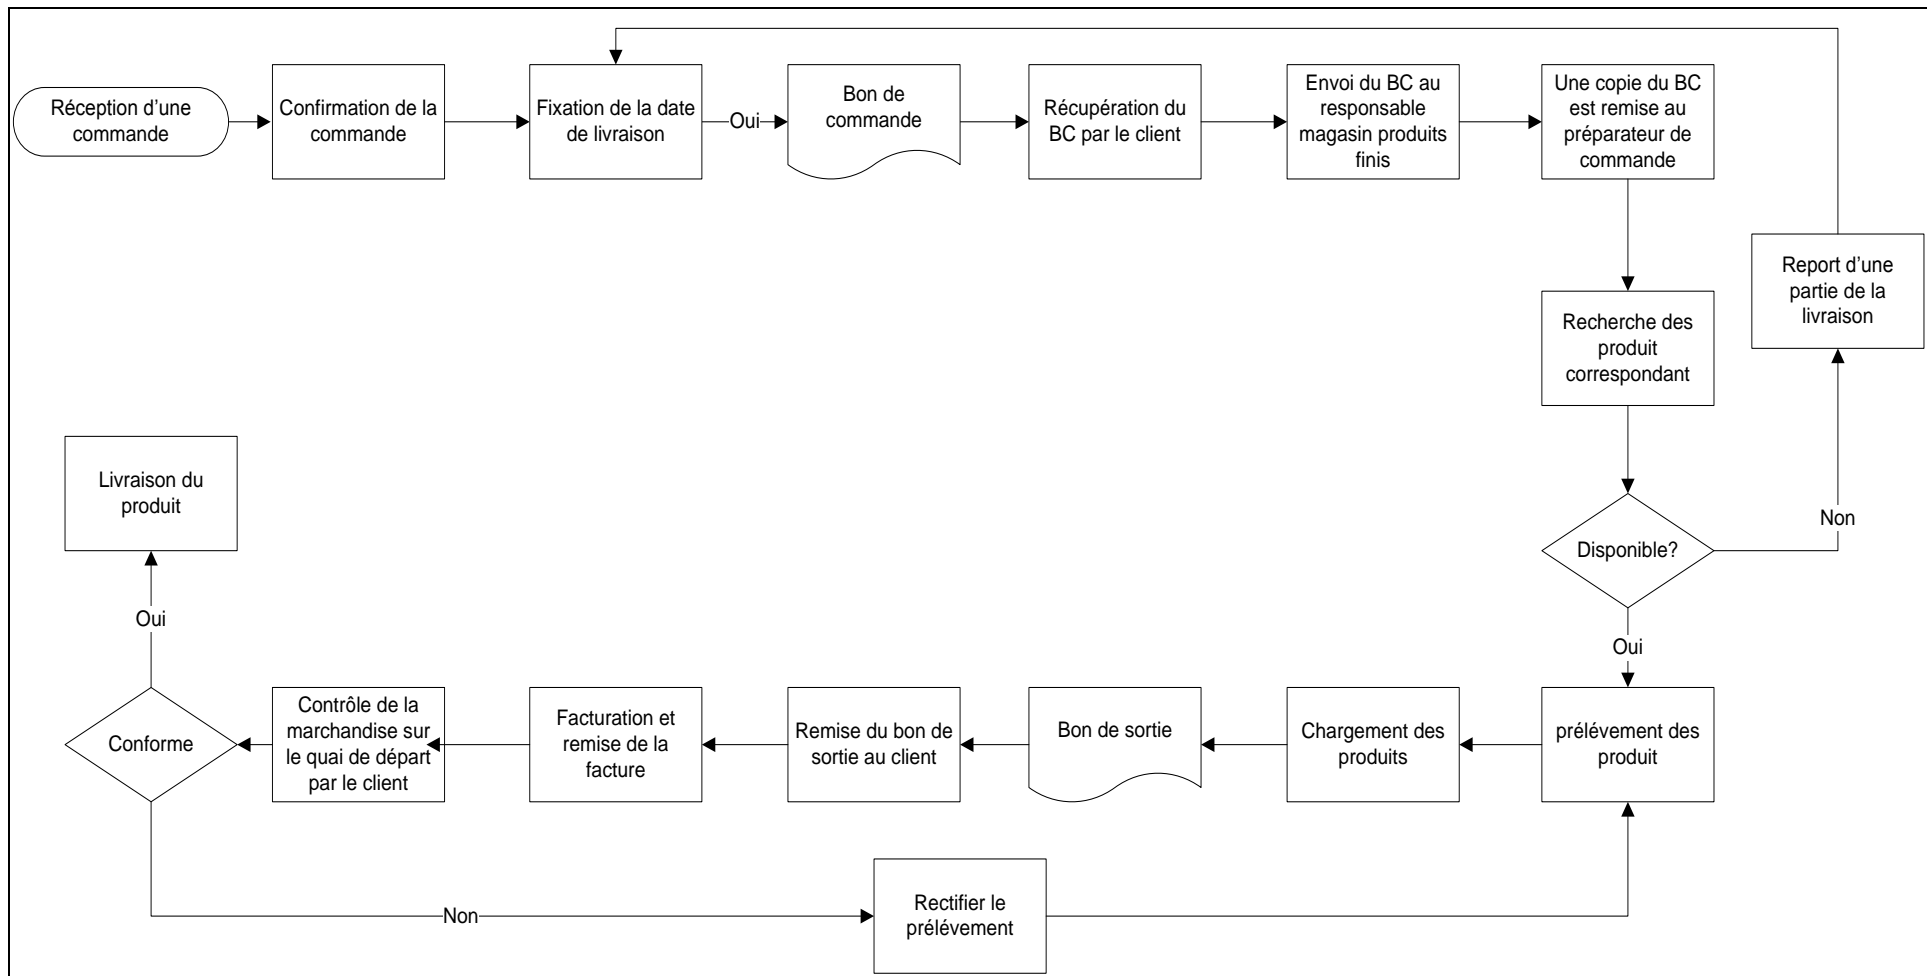 Réception d’une
commande
Confirmation de la
commande
Fixation de la date
de livraison
Oui
Bon de
commande
Récupération du
BC par le client
Envoi du BC au
responsable
magasin produits
finis
Une copie du BC
est remise au
préparateur de
commande
Report d’une
partie de la
livraison
Recherche des
produit
correspondant
Livraison du
produit
Non
Disponible?
Oui
Oui
Conforme
Contrôle de la
marchandise sur
le quai de départ
par le client
Facturation et
remise de la
facture
Remise du bon de
sortie au client
Bon de sortie
Chargement des
produits
prélévement des
produit
Non
Rectifier le
prélévement